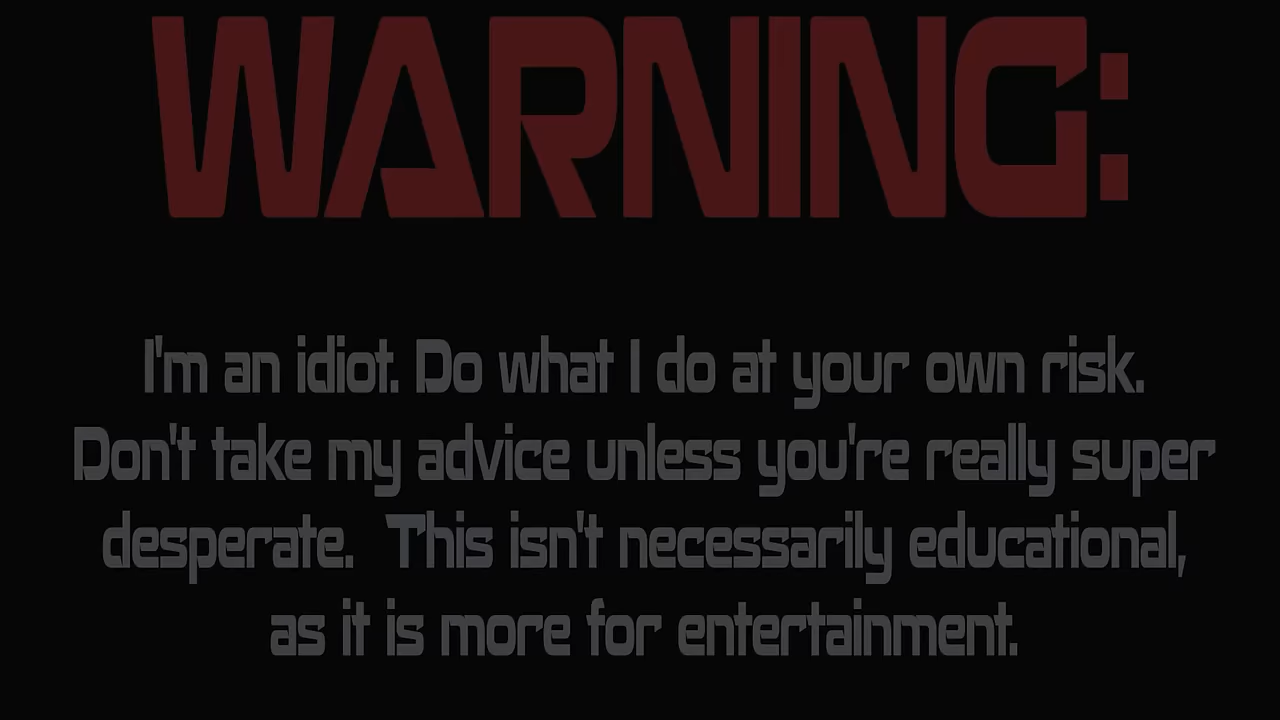 WARNING:
I'm an idiot. Do what I do at your own risk.
Don't take my advice unless you're really super
desperate.  This isn't necessarily educational,
as it is more for entertainment.